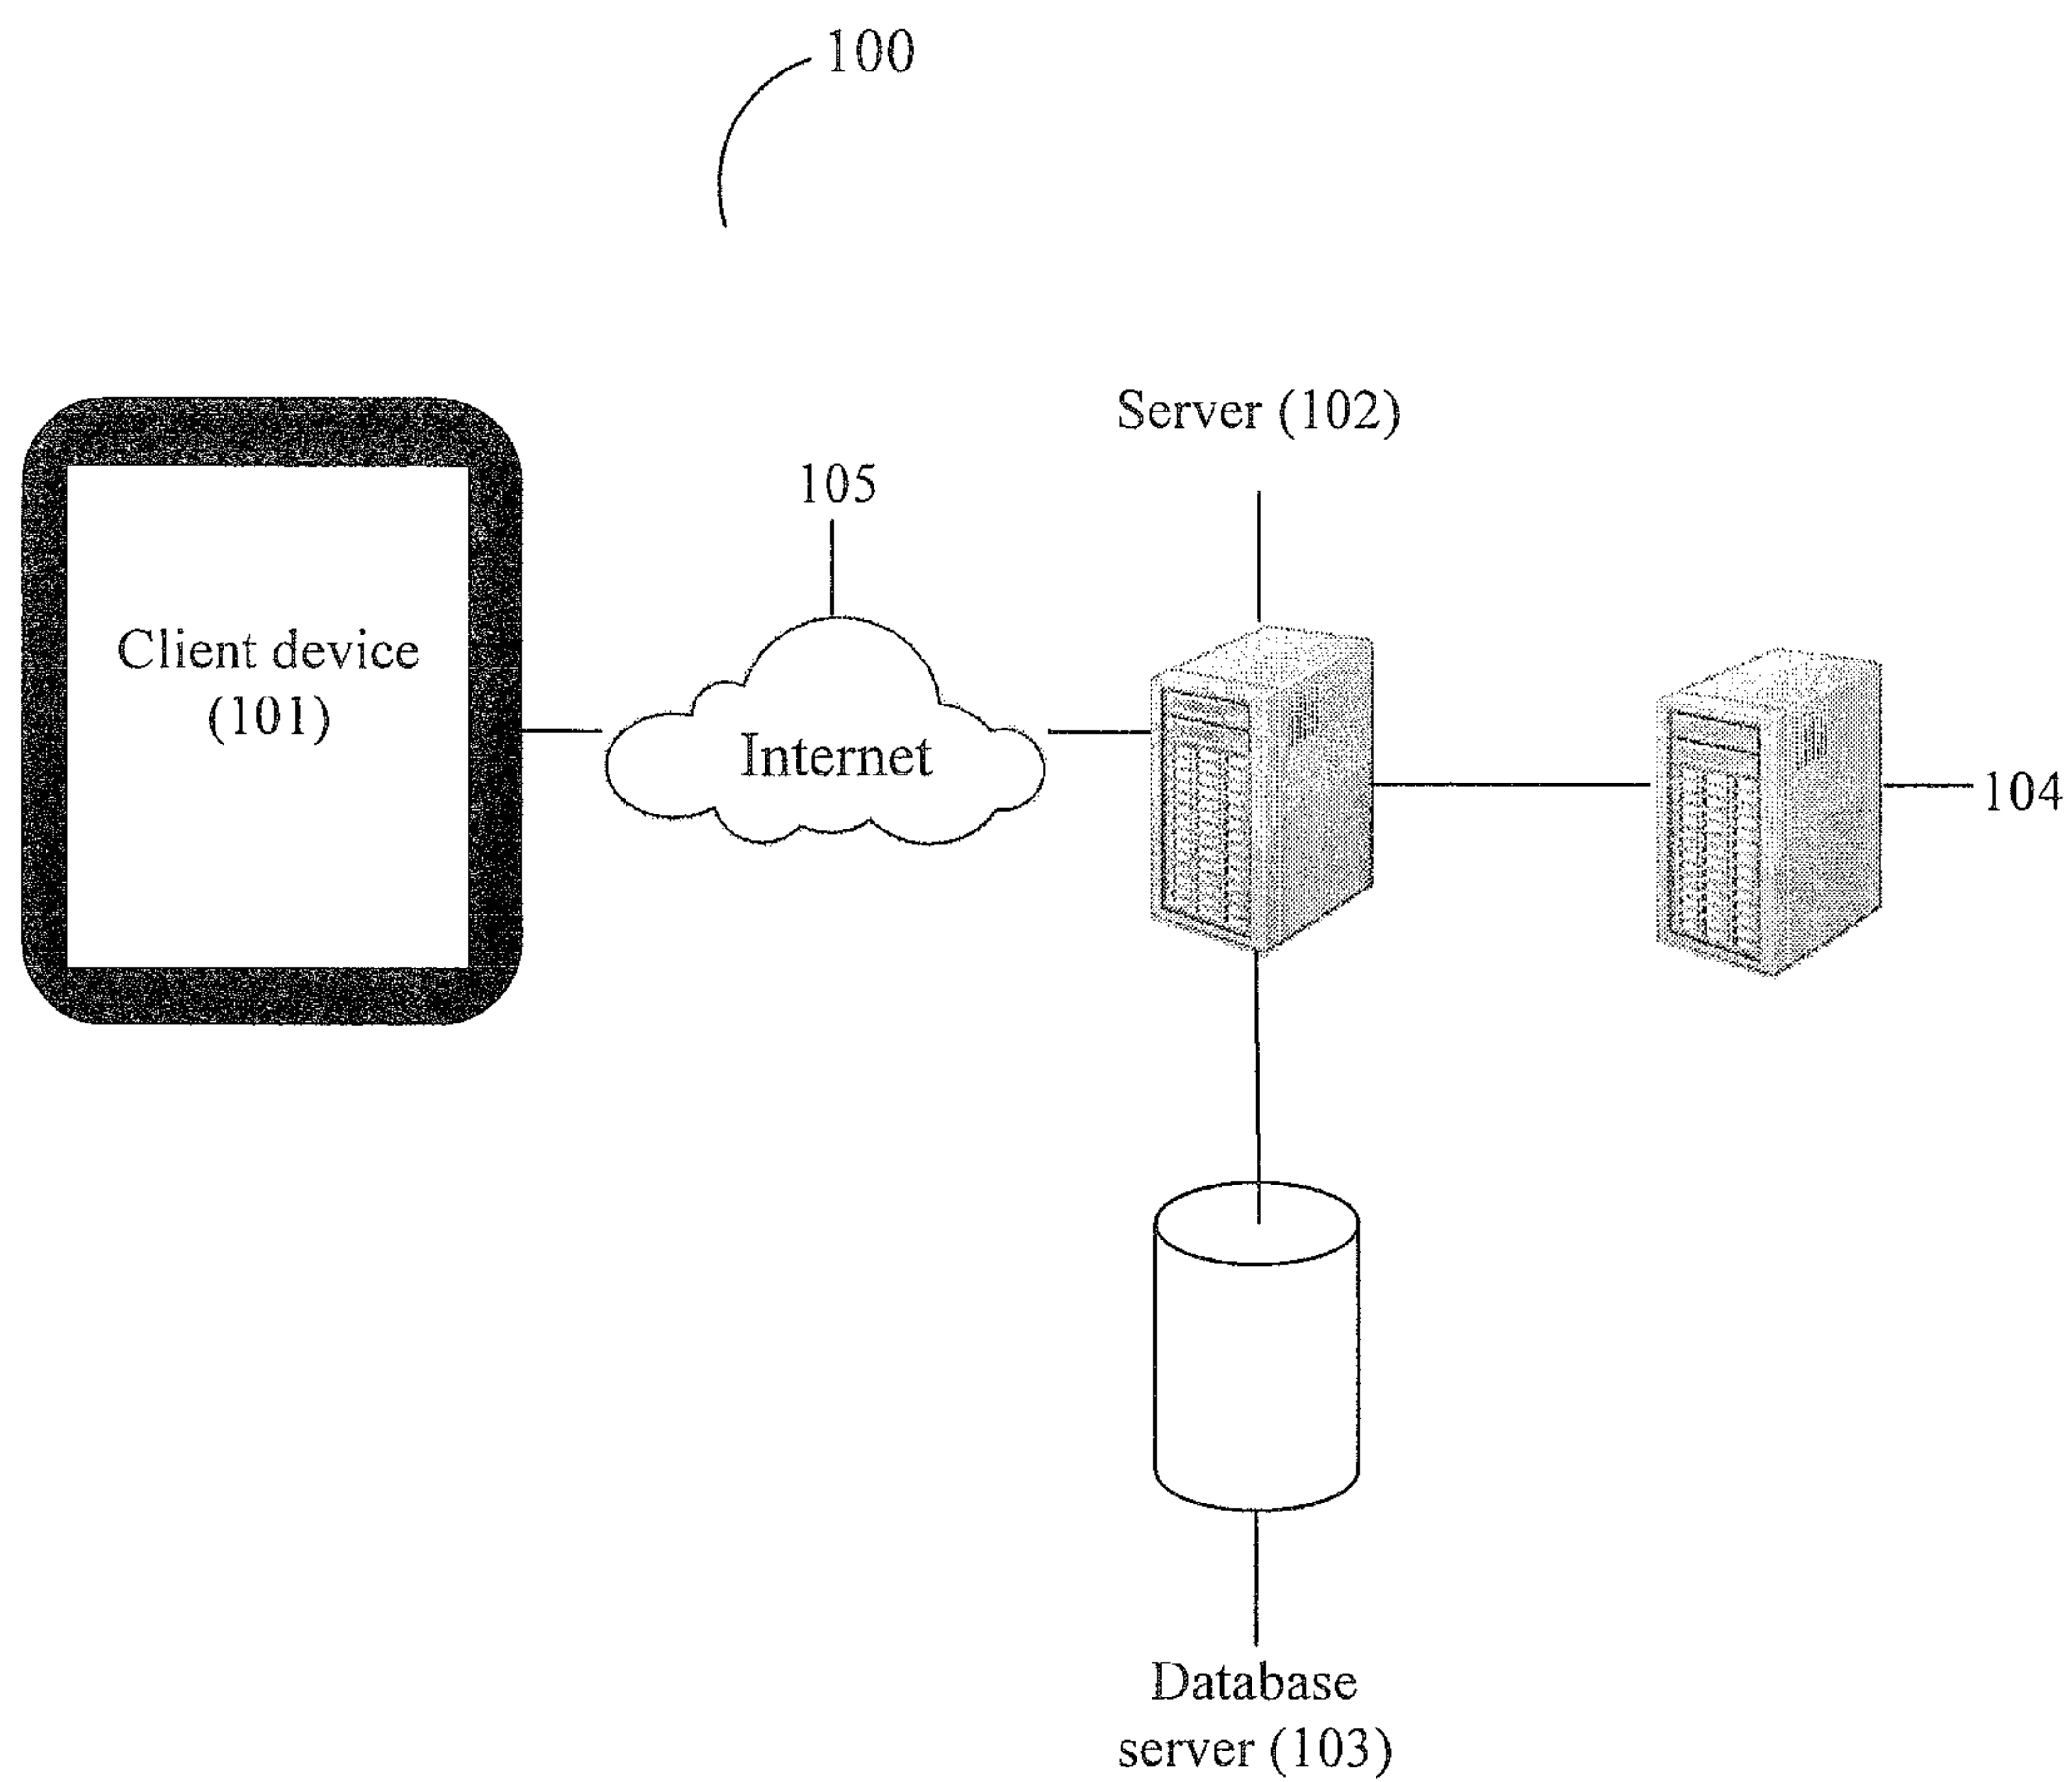 100
Server (102)
105
Client device
(101)
Internet
104
Database
server (103)